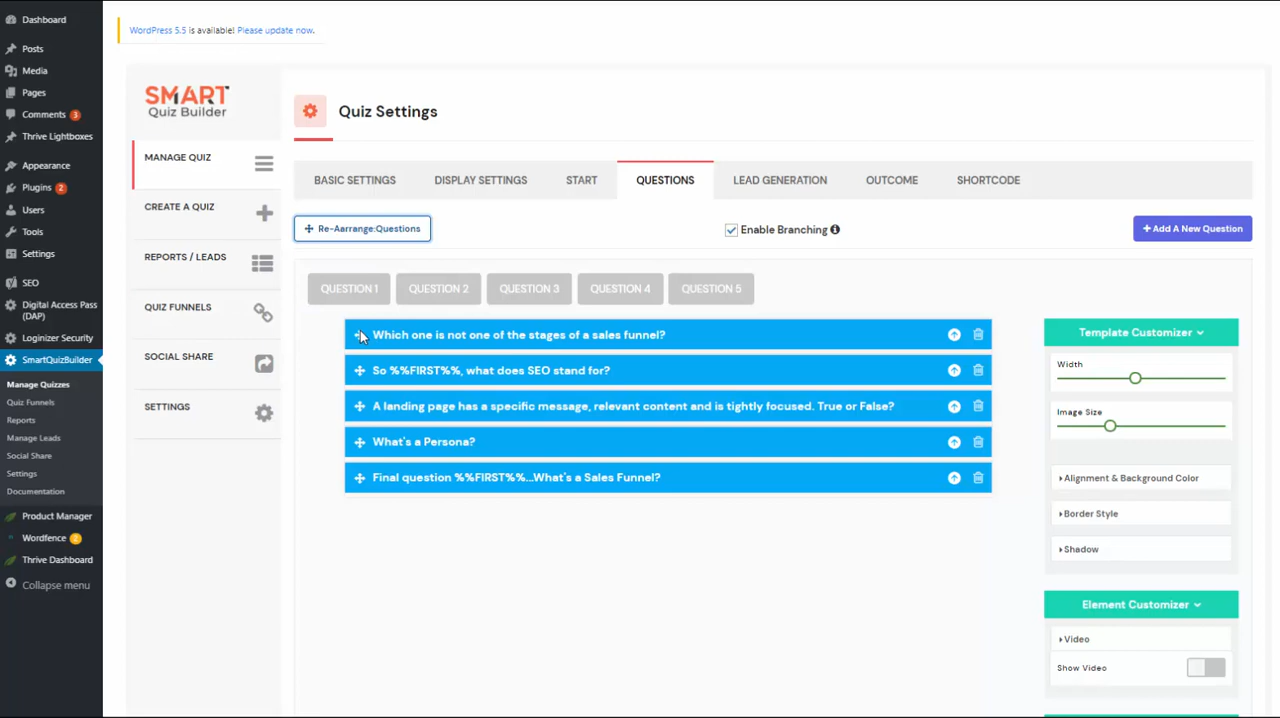 Dashboard
Posts
Media
Pages
Comments 3
Thrive Lightboxes
Appearance
Plugins 2
Users
Tools
Settings
SEO
Digital Access Pass
(DAP)
Loginizer Security
SmartQuizBuilder
Manage Quizzes
Quiz Funnels
Reports
Manage Leads
Social Share
Settings
Documentation
Product Manager
Wordfence 2
Thrive Dashboard
Collapse menu
WordPress 5.5 is available! Please update now.
SMART
Quiz Builder
MANAGE QUIZ
CREATE A QUIZ
REPORTS / LEADS
QUIZ FUNNELS
SOCIAL SHARE
SETTINGS
Quiz Settings
BASIC SETTINGS DISPLAY SETTINGS START QUESTIONS LEAD GENERATION OUTCOME SHORTCODE
Re-Aarrange:Questions Enable Branching +Add A New Question
QUESTION 1 QUESTION 2 QUESTION 3 QUESTION 4 QUESTION 5
Which one is not one of the stages of a sales funnel?
So %%FIRST%%, what does SEO stand for?
A landing page has a specific message, relevant content and is tightly focused. True or False?
What's a Persona?
Final question %%FIRST%%...What's a Sales Funnel?
Template Customizer
Width
Image Size
Alignment & Background Color
Border Style
Shadow
Element Customizer
Video
Show Video